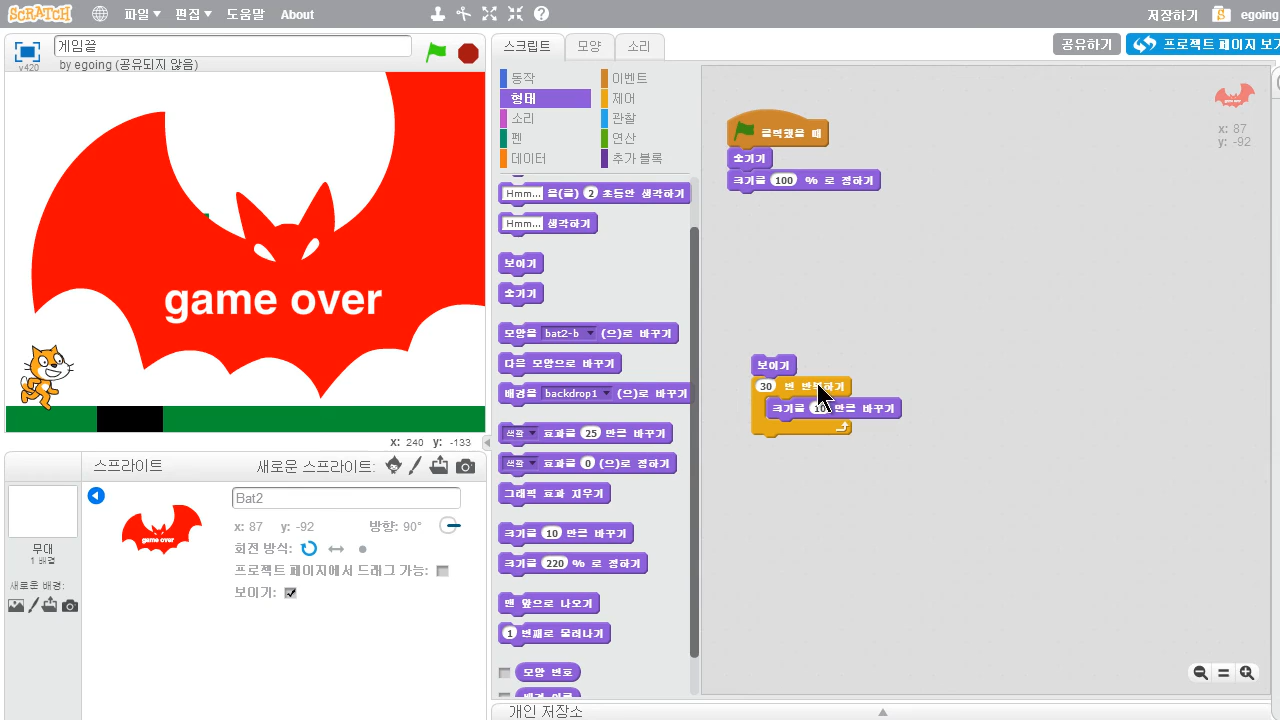 SCRATCH 파일 편집 도움말 About 저장하기 egoing
v420 게임끝
by egoing (공유되지 않음)
스크립트 모양 소리 공유하기 프로젝트 페이지 보기
동작 이벤트
형태 제어
소리 관찰
펜 연산
데이터 추가 블록
Hmm... 을(를) 2 초동안 생각하기
Hmm... 생각하기
보이기
숨기기
모양을 bat2-b (으)로 바꾸기
다음 모양으로 바꾸기
배경을 backdrop1 (으)로 바꾸기
색깔 효과를 25 만큼 바꾸기
색깔 효과를 0 (으)로 정하기
그래픽 효과 지우기
크기를 10 만큼 바꾸기
크기를 220 % 로 정하기
맨 앞으로 나오기
1 번째로 물러나기
모양 번호
클릭했을 때
숨기기
크기를 100 % 로 정하기
보이기
30 번 반복하기
크기를 10 만큼 바꾸기
x: 87
y: -92
game over
x: 240 y: -133
스프라이트 새로운 스프라이트:
무대
1 배경
새로운 배경:
game over
Bat2
x: 87 y: -92 방향: 90°
회전 방식:
프로젝트 페이지에서 드래그 가능:
보이기:
개인 저장소